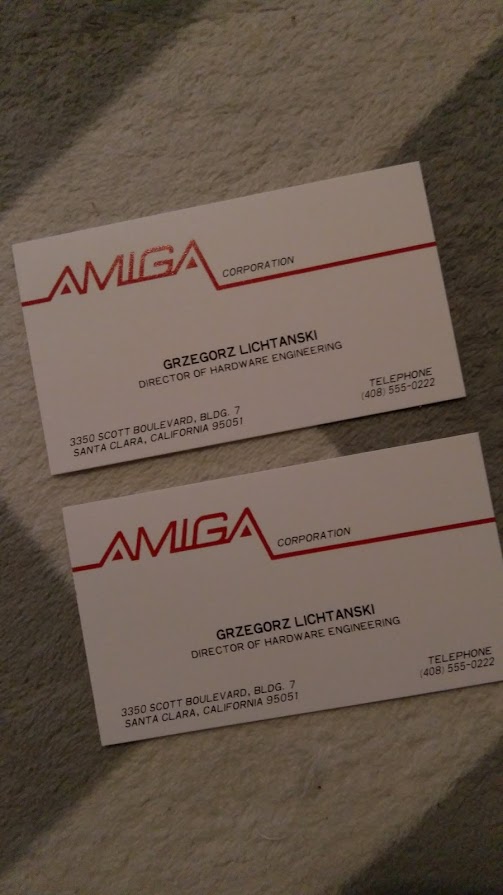 AMIGA CORPORATION
GRZEGORZ LICHTANSKI
DIRECTOR OF HARDWARE ENGINEERING
3350 SCOTT BOULEVARD, BLDG. 7
SANTA CLARA, CALIFORNIA 95051
TELEPHONE
(408) 555-0222
AMIGA CORPORATION
GRZEGORZ LICHTANSKI
DIRECTOR OF HARDWARE ENGINEERING
3350 SCOTT BOULEVARD, BLDG. 7
SANTA CLARA, CALIFORNIA 95051
TELEPHONE
(408) 555-0222